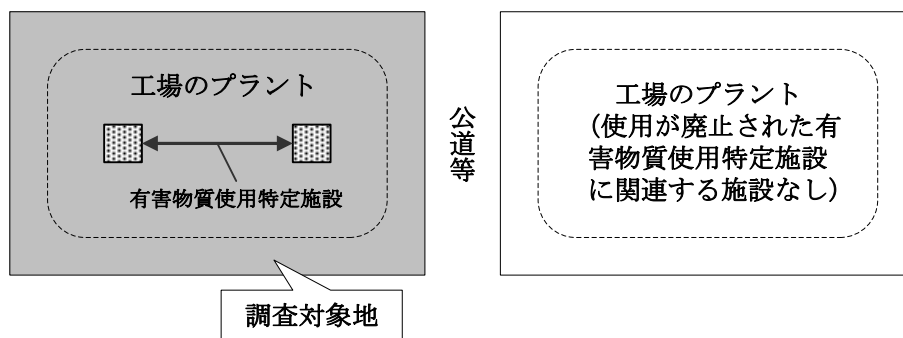 工場のプラント
有害物質使用特定施設
調査対象地
公道等
工場のプラント
(使用が廃止された有
害物質使用特定施設
に関連する施設なし)